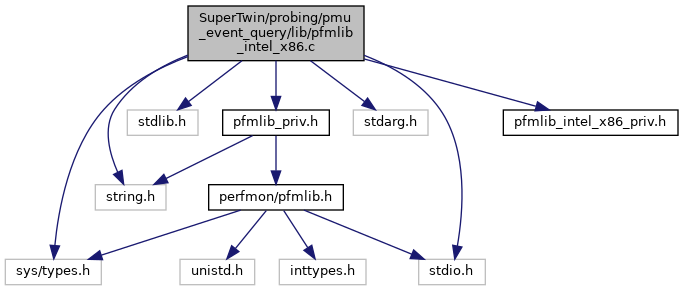 SuperTwin/probing/pmu
_event_query/lib/pfmlib
_intel_x86.c
stdlib.h
pfmlib_priv.h
stdarg.h
pfmlib_intel_x86_priv.h
string.h
perfmon/pfmlib.h
sys/types.h
unistd.h
inttypes.h
stdio.h